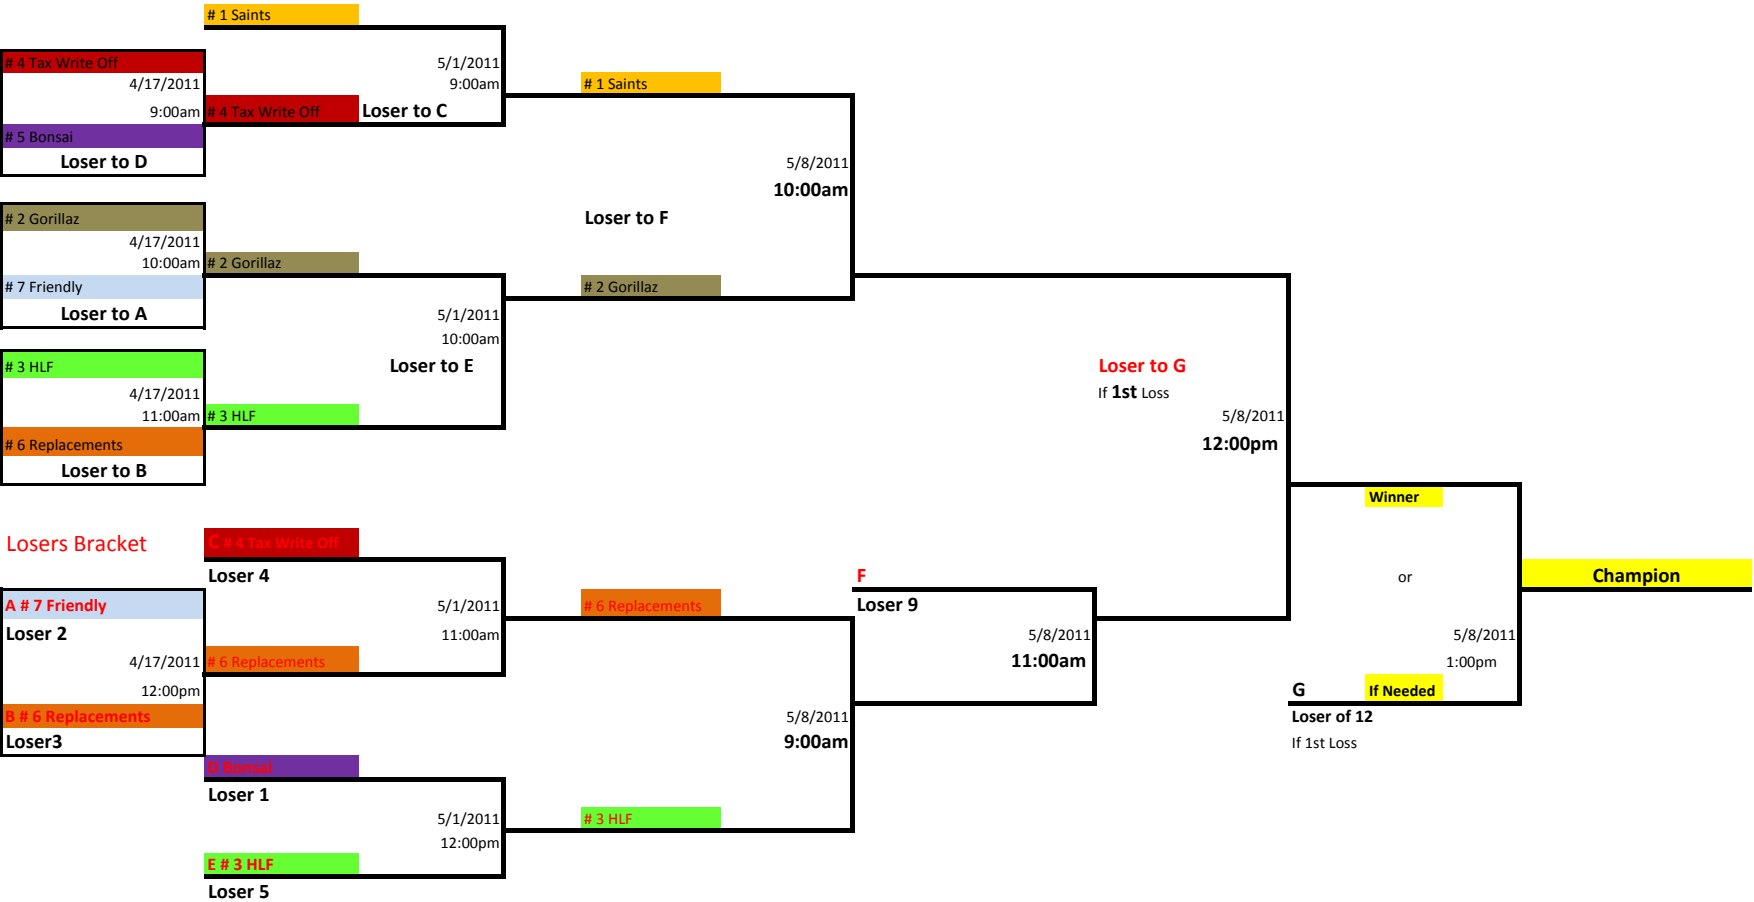 # 1 Saints
# 4 Tax Write Off
4/17/2011
9:00am
# 5 Bonsai
Loser to D
5/1/2011
9:00am
# 4 Tax Write Off
Loser to C
# 1 Saints
5/8/2011
10:00am
Loser to F
# 2 Gorillaz
4/17/2011
10:00am
# 7 Friendly
Loser to A
# 2 Gorillaz
# 2 Gorillaz
5/1/2011
10:00am
Loser to E
# 3 HLF
4/17/2011
11:00am
# 6 Replacements
Loser to B
# 3 HLF
Loser to G
If 1st Loss
5/8/2011
12:00pm
Winner
or
Champion
5/8/2011
1:00pm
G
If Needed
Loser of 12
If 1st Loss
Losers Bracket
C # 4 Tax Write Off
Loser 4
A # 7 Friendly
Loser 2
4/17/2011
12:00pm
B # 6 Replacements
Loser3
5/1/2011
11:00am
# 6 Replacements
# 6 Replacements
F
Loser 9
5/8/2011
11:00am
5/8/2011
9:00am
D Bonsai
Loser 1
5/1/2011
12:00pm
# 3 HLF
E # 3 HLF
Loser 5